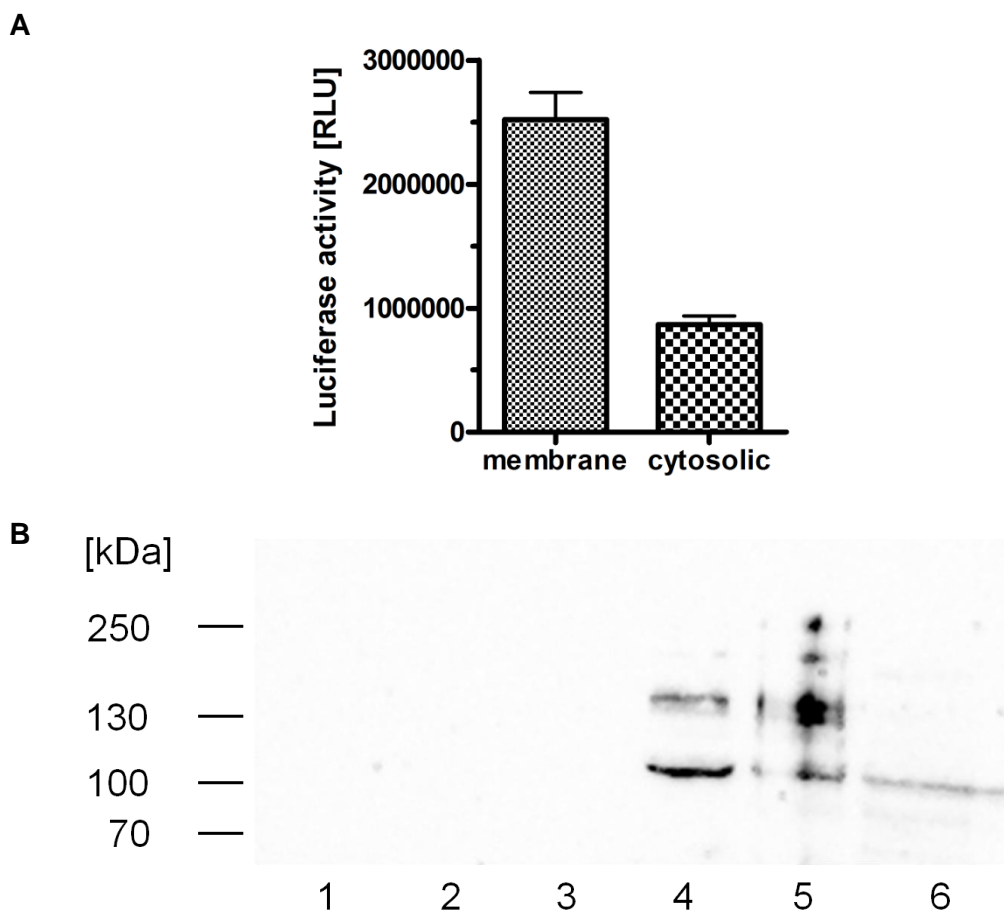 A
Luciferase activity [RLU]
3000000
2000000
1000000
0
membrane cytosolic
B
[kDa]
250
130
100
70
1 2 3 4 5 6